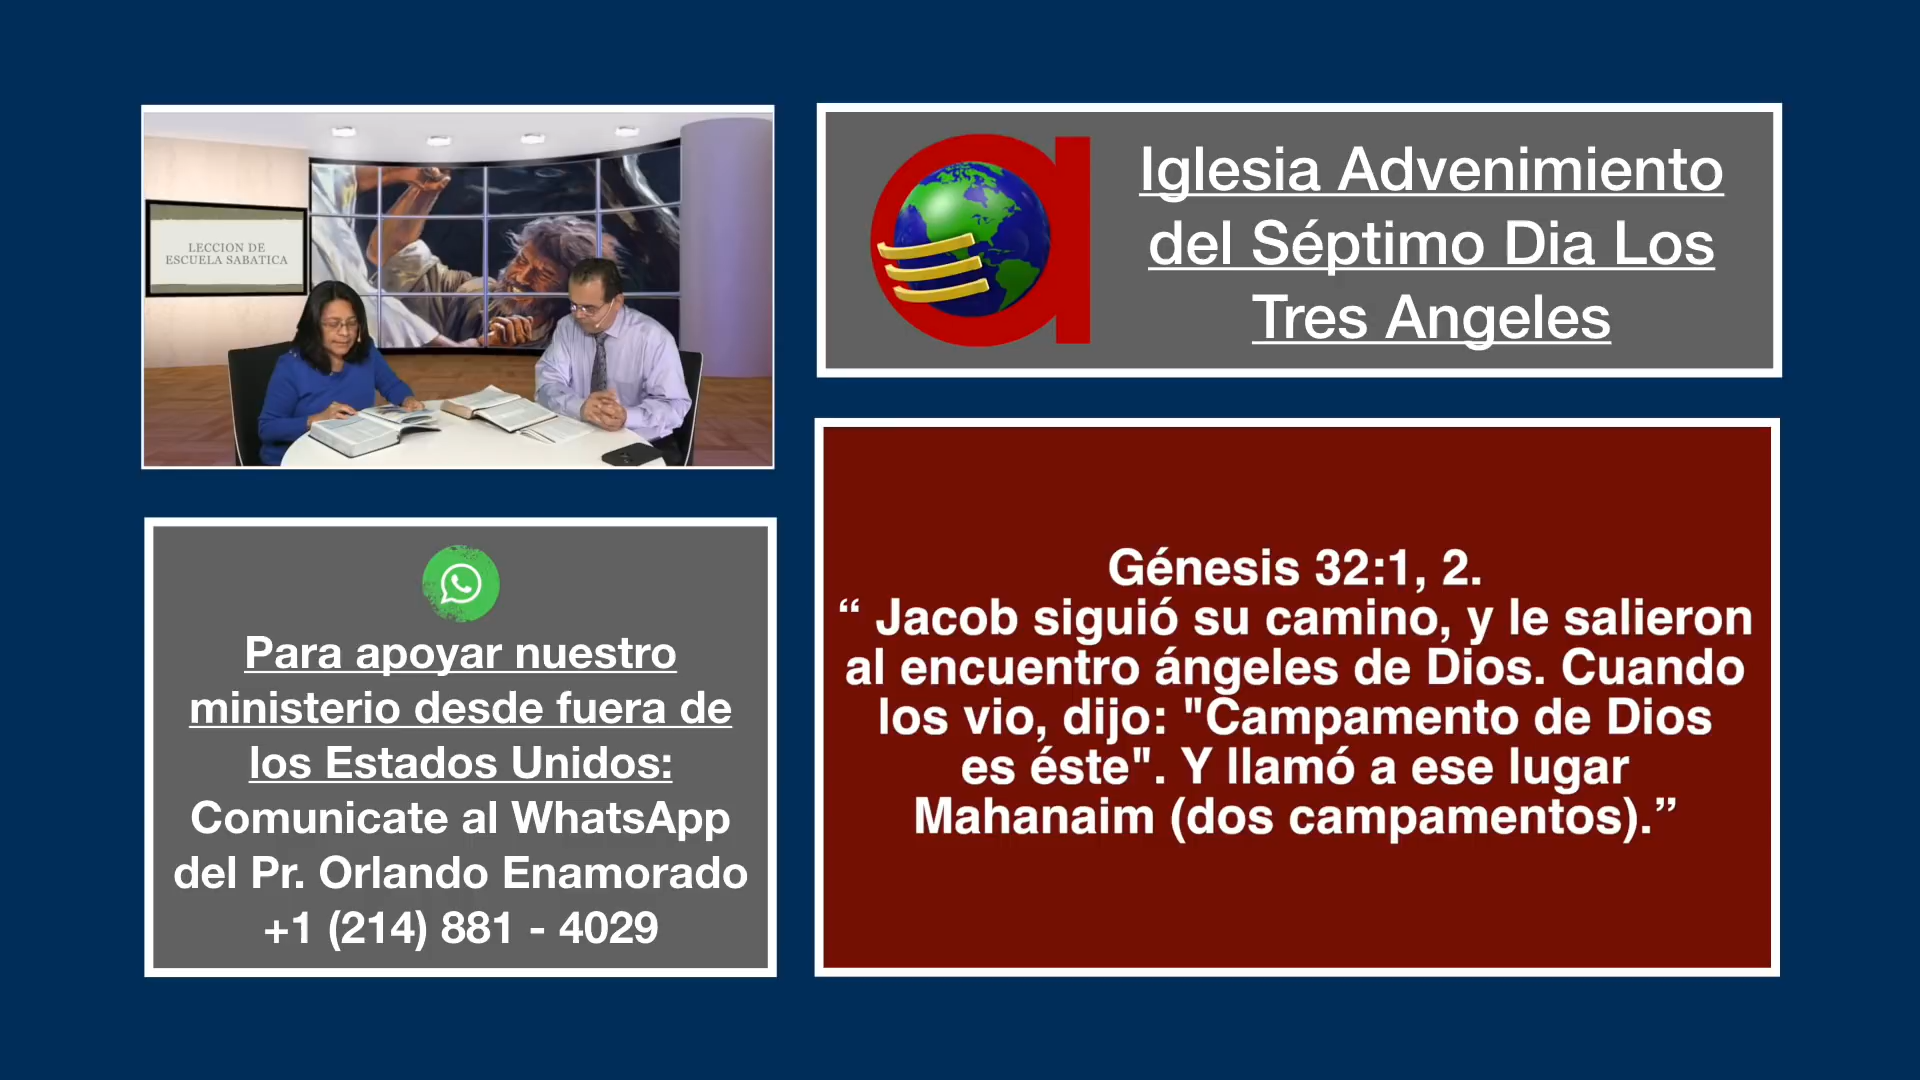 LECCION DE
ESCUELA SABATICA
Iglesia Advenimiento
del Séptimo Dia Los
Tres Angeles
Para apoyar nuestro
ministerio desde fuera de
los Estados Unidos:
Comunicate al WhatsApp
del Pr. Orlando Enamorado
+1 (214) 881 - 4029
Génesis 32:1, 2.
“ Jacob siguió su camino, y le salieron
al encuentro ángeles de Dios. Cuando
los vio, dijo: "Campamento de Dios
es éste". Y llamó a ese lugar
Mahanaim (dos campamentos).”